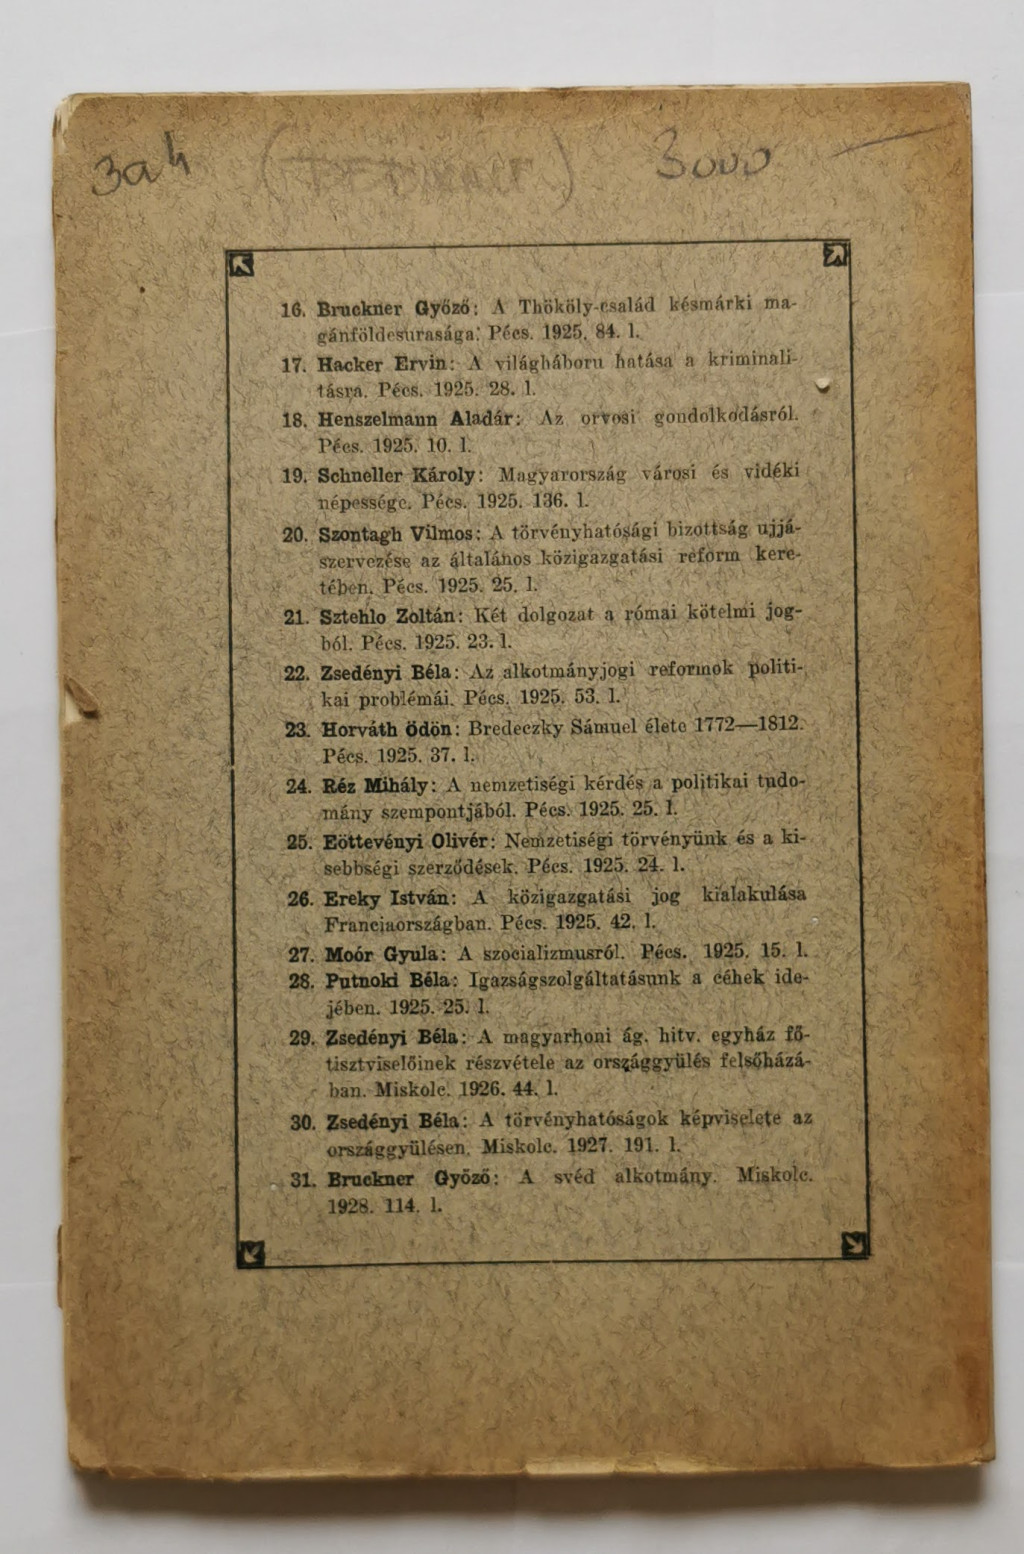 3000
16. Bruckner Győző: A Thököly-család késmárki ma-
gánföldesurasága. Pécs. 1925. 84. l.
17. Hacker Ervin: A világháboru hatása a kriminali-
tásra. Pécs. 1925. 28. l.
18. Henszelmann Aladár: Az orvosi gondolkodásról.
Pécs. 1925. 10. l.
19. Schneller Károly: Magyarország városi és vidéki
népessége. Pécs. 1925. 136. l.
20. Szontagh Vilmos: A törvényhatósági bizottság ujjá-
szervezése az általános közigazgatási reform kere-
tében. Pécs. 1925. 25. l.
21. Sztehlo Zoltán: Két dolgozat a római kötelmi jog-
ból. Pécs. 1925. 23. l.
22. Zsedényi Béla: Az alkotmányjogi reformok politi-
kai problémái. Pécs. 1925. 53. l.
23. Horváth Ödön: Bredeczky Sámuel élete 1772—1812.
Pécs. 1925. 37. l.
24. Réz Mihály: A nemzetiségi kérdés a politikai tudo-
mány szempontjából. Pécs. 1925. 25. l.
25. Eöttevényi Olivér: Nemzetiségi törvényünk és a ki-
sebbségi szerződések. Pécs. 1925. 24. l.
26. Ereky István: A közigazgatási jog kialakulása
Franciaországban. Pécs. 1925. 42. l.
27. Moór Gyula: A szocializmusról. Pécs. 1925. 15. l.
28. Putnoki Béla: Igazságszolgáltatásunk a céhek ide-
jében. 1925. 25. l.
29. Zsedényi Béla: A magyarhoni ág. hitv. egyház fő-
tisztviselőinek részvétele az országgyülés felsőházá-
ban. Miskolc. 1926. 44. l.
30. Zsedényi Béla: A törvényhatóságok képviselete az
országgyülésen. Miskolc. 1927. 191. l.
31. Bruckner Győző: A svéd alkotmány. Miskolc.
1928. 114. l.